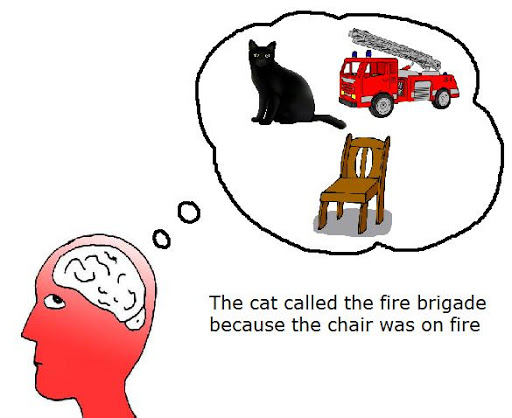 The cat called the fire brigade
because the chair was on fire